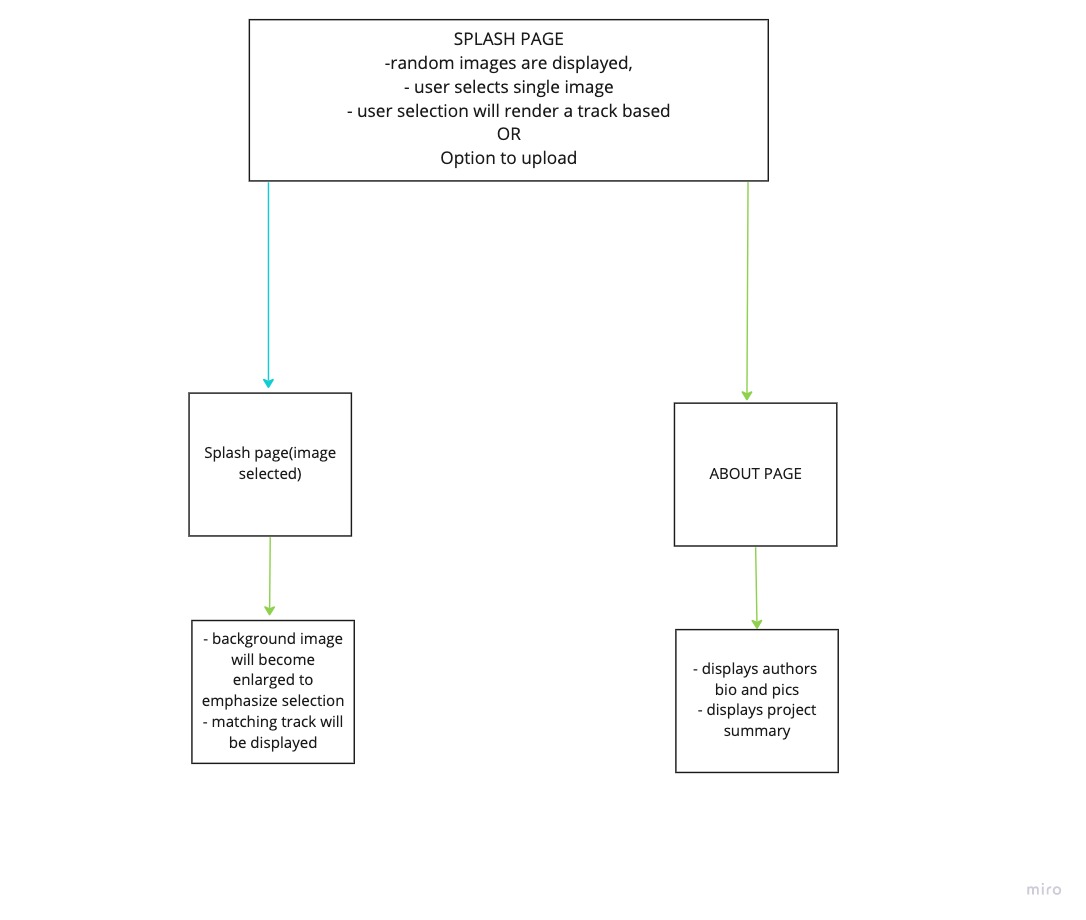 SPLASH PAGE
-random images are displayed,
- user selects single image
- user selection will render a track based
OR
Option to upload
Splash page(image
selected)
ABOUT PAGE
- background image
will become
enlarged to
emphasize selection
- matching track will
be displayed
- displays authors
bio and pics
- displays project
summary
miro